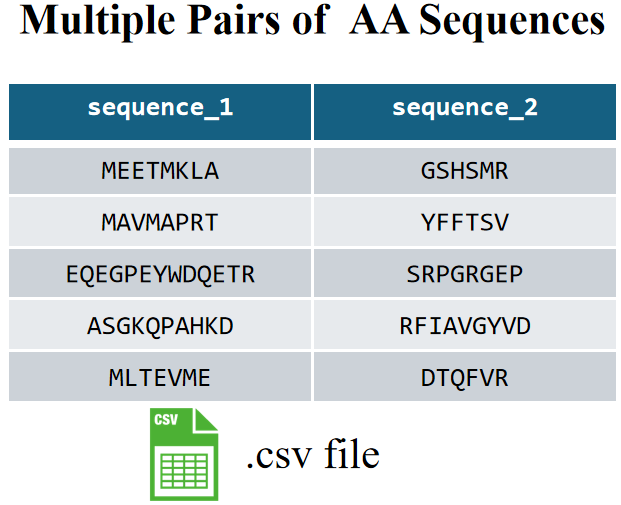 Multiple Pairs of AA Sequences
sequence_1 sequence_2
MEETMKLA GSHSMR
MAVMAPRT YFFTSV
EQEGPEYWDQETR SRPGRGEP
ASGKQPAHKD RFIAVGYVD
MLTEVME DTQFVR
CSV
.csv file